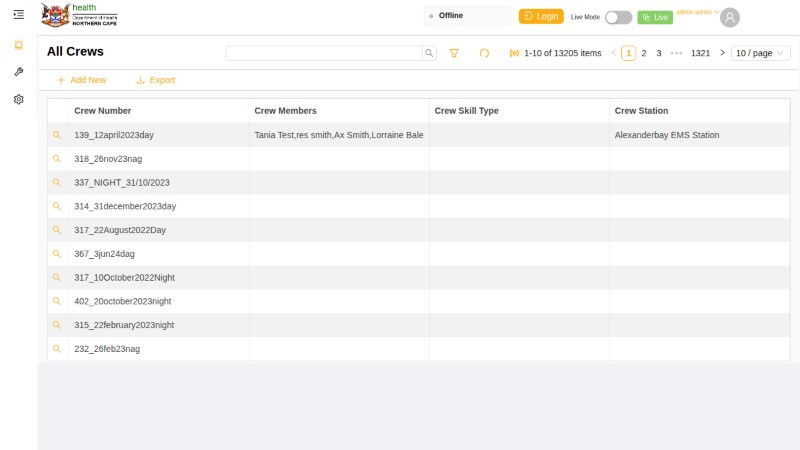 health
Department of Health
NORTHERN CAPE
Offline
Login
Live Mode
Live
admin admin
All Crews
1-10 of 13205 items
1 2 3 ••• 1321
10 / page
Add New
Export
Crew Number Crew Members Crew Skill Type Crew Station
139_12april2023day Tania Test,res smith,Ax Smith,Lorraine Bale Alexanderbay EMS Station
318_26nov23nag
337_NIGHT_31/10/2023
314_31december2023day
317_22August2022Day
367_3jun24dag
317_10October2022Night
402_20october2023night
315_22february2023night
232_26feb23nag